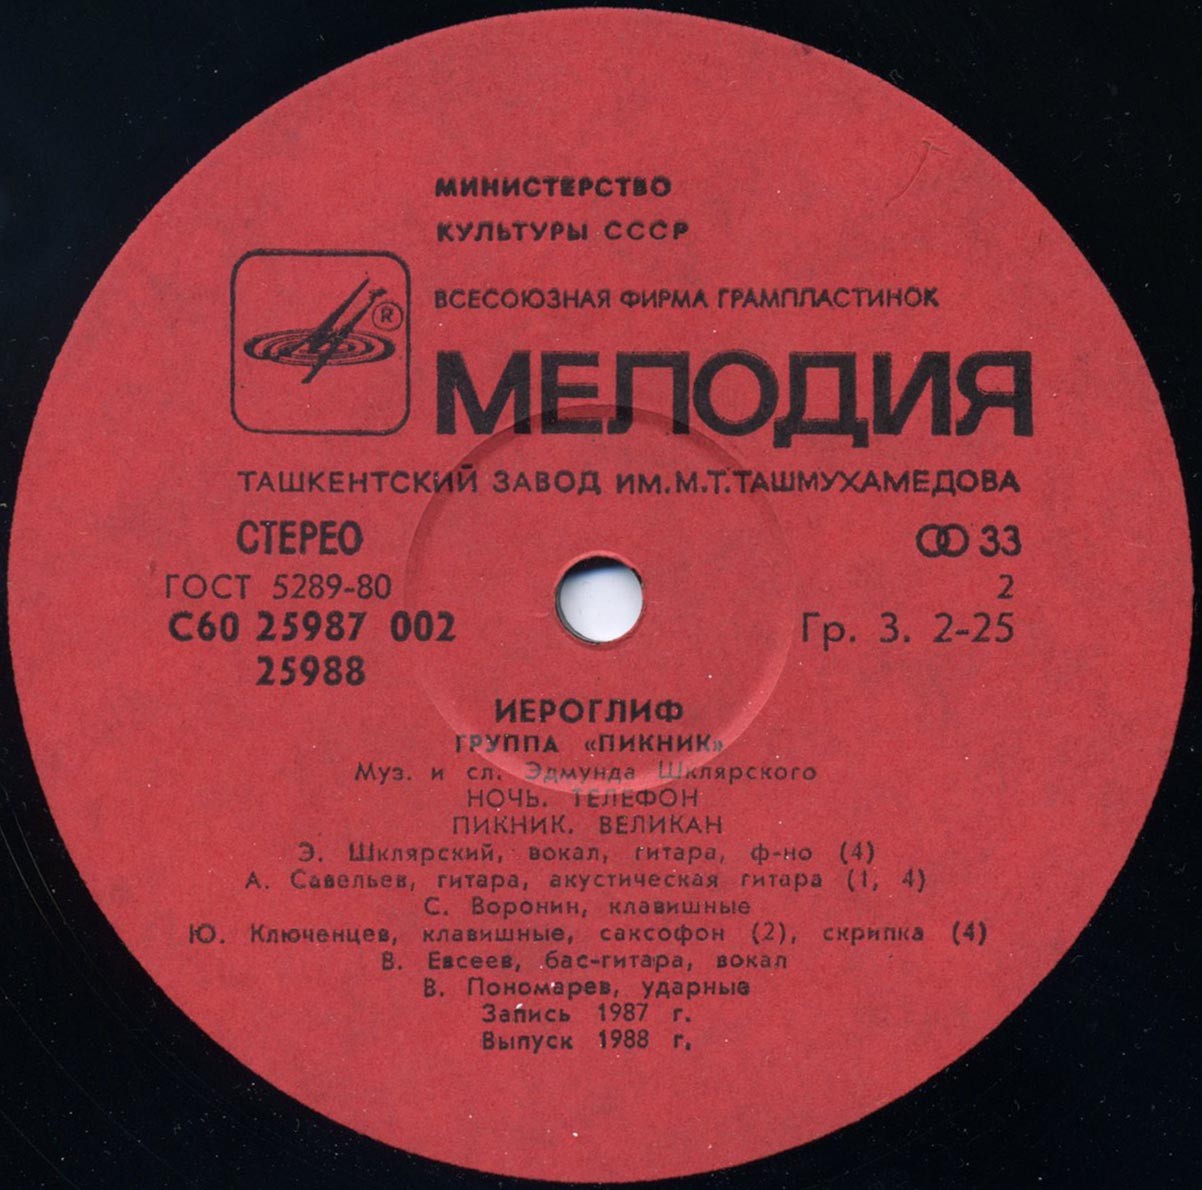 МИНИСТЕРСТВО
КУЛЬТУРЫ СССР
ВСЕСОЮЗНАЯ ФИРМА ГРАМПЛАСТИНОК
®
МЕЛОДИЯ
ТАШКЕНТСКИЙ ЗАВОД ИМ.М.Т.ТАШМУХАМЕДОВА
СТЕРЕО 33
ГОСТ 5289-80 2
С60 25987 002 Гр. 3. 2-25
25988
ИЕРОГЛИФ
ГРУППА «ПИКНИК»
Муз. и сл. Эдмунда Шклярского
НОЧЬ. ТЕЛЕФОН
ПИКНИК. ВЕЛИКАН
Э. Шклярский, вокал, гитара, ф-но (4)
А. Савельев, гитара, акустическая гитара (1, 4)
С. Воронин, клавишные
Ю. Ключенцев, клавишные, саксофон (2), скрипка (4)
В. Евсеев, бас-гитара, вокал
В. Пономарев, ударные
Запись 1987 г.
Выпуск 1988 г.